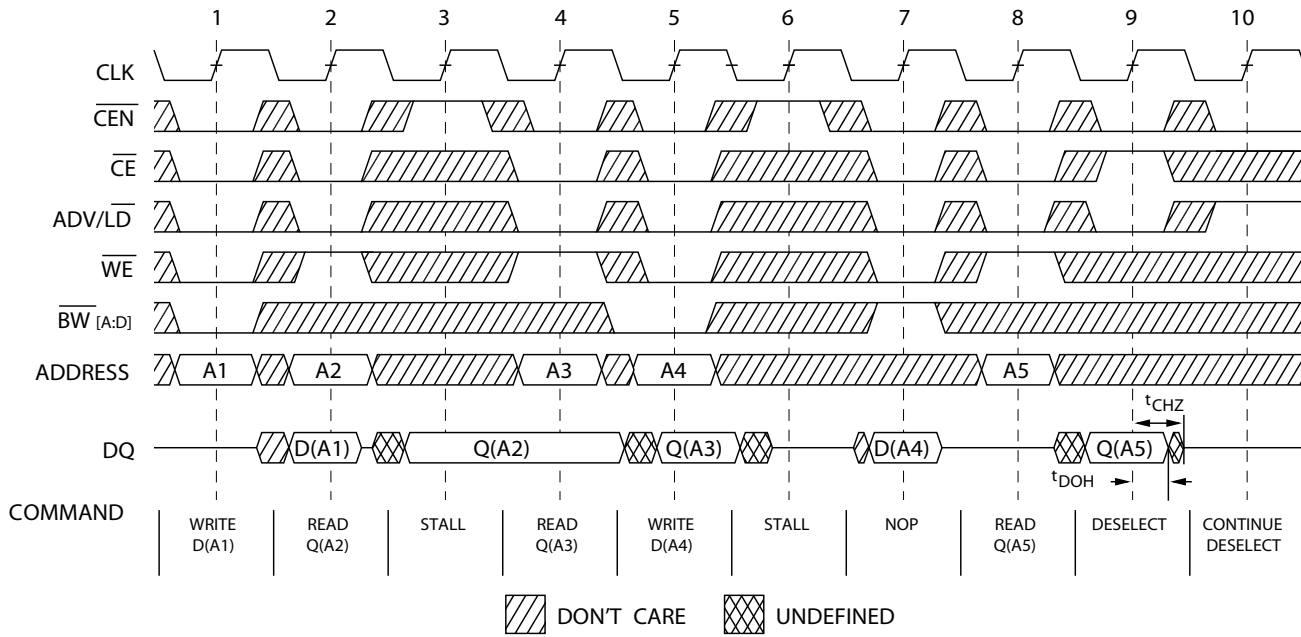 1 2 3 4 5 6 7 8 9 10
CLK
CEN
CE
ADV/LD
WE
BW [A:D]
ADDRESS A1 A2 A3 A4 A5
tCHZ
DQ D(A1) Q(A2) Q(A3) D(A4) Q(A5)
tDOH
COMMAND
WRITE D(A1)
READ Q(A2)
STALL
READ Q(A3)
WRITE D(A4)
STALL
NOP
READ Q(A5)
DESELECT
CONTINUE DESELECT
DON'T CARE UNDEFINED